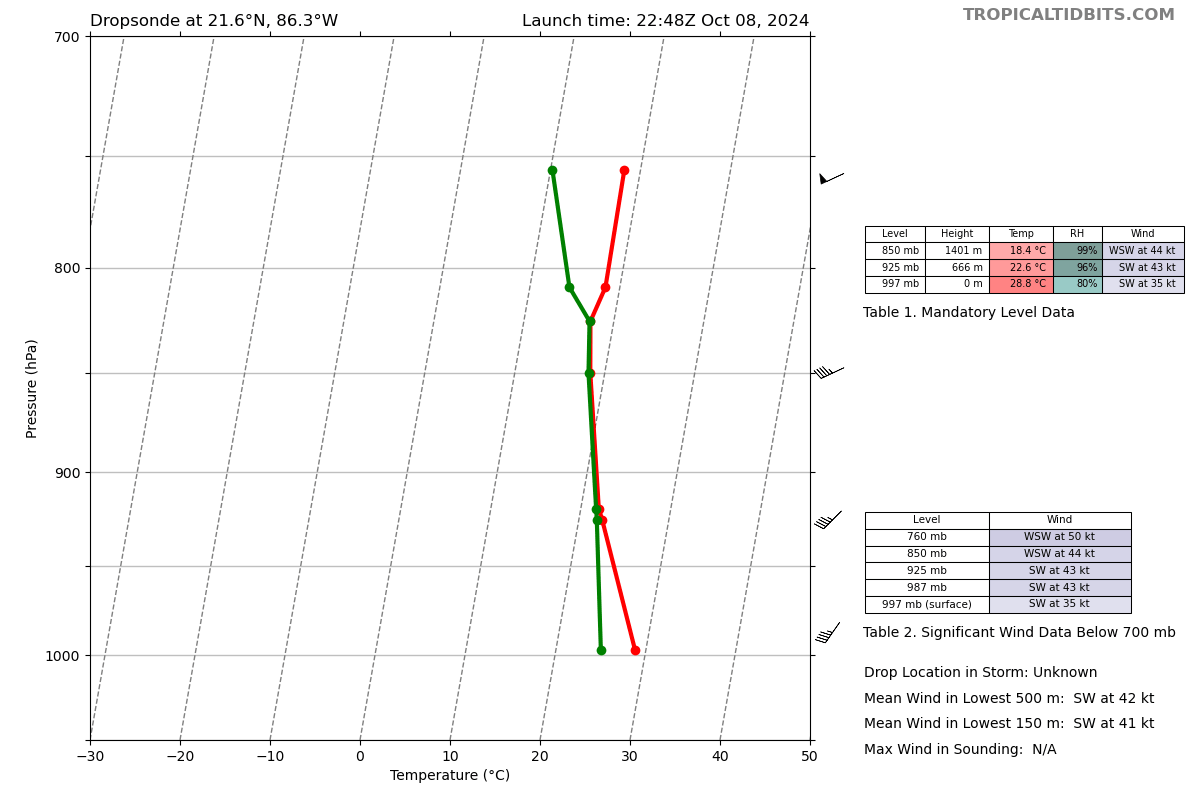 Dropsonde at 21.6°N, 86.3°W
Launch time: 22:48Z Oct 08, 2024
TROPICALTIDBITS.COM
700
800
900
1000
Pressure (hPa)
−30 −20 −10 0 10 20 30 40 50
Temperature (°C)
Level Height Temp RH Wind
850 mb 1401 m 18.4 °C 99% WSW at 44 kt
925 mb 666 m 22.6 °C 96% SW at 43 kt
997 mb 0 m 28.8 °C 80% SW at 35 kt
Table 1. Mandatory Level Data
Level Wind
760 mb WSW at 50 kt
850 mb WSW at 44 kt
925 mb SW at 43 kt
987 mb SW at 43 kt
997 mb (surface) SW at 35 kt
Table 2. Significant Wind Data Below 700 mb
Drop Location in Storm: Unknown
Mean Wind in Lowest 500 m: SW at 42 kt
Mean Wind in Lowest 150 m: SW at 41 kt
Max Wind in Sounding: N/A